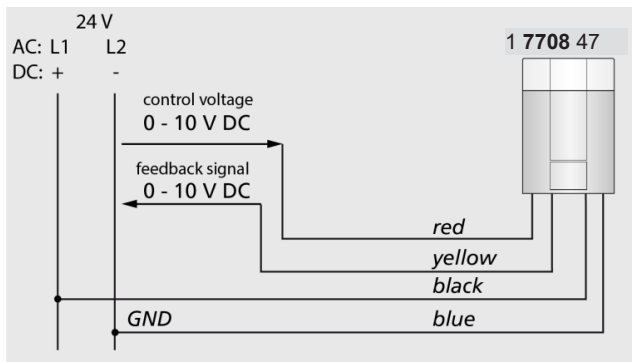 24 V
AC: L1 L2
DC: + -
1 7708 47
control voltage
0 - 10 V DC
feedback signal
0 - 10 V DC
red
yellow
black
GND
blue